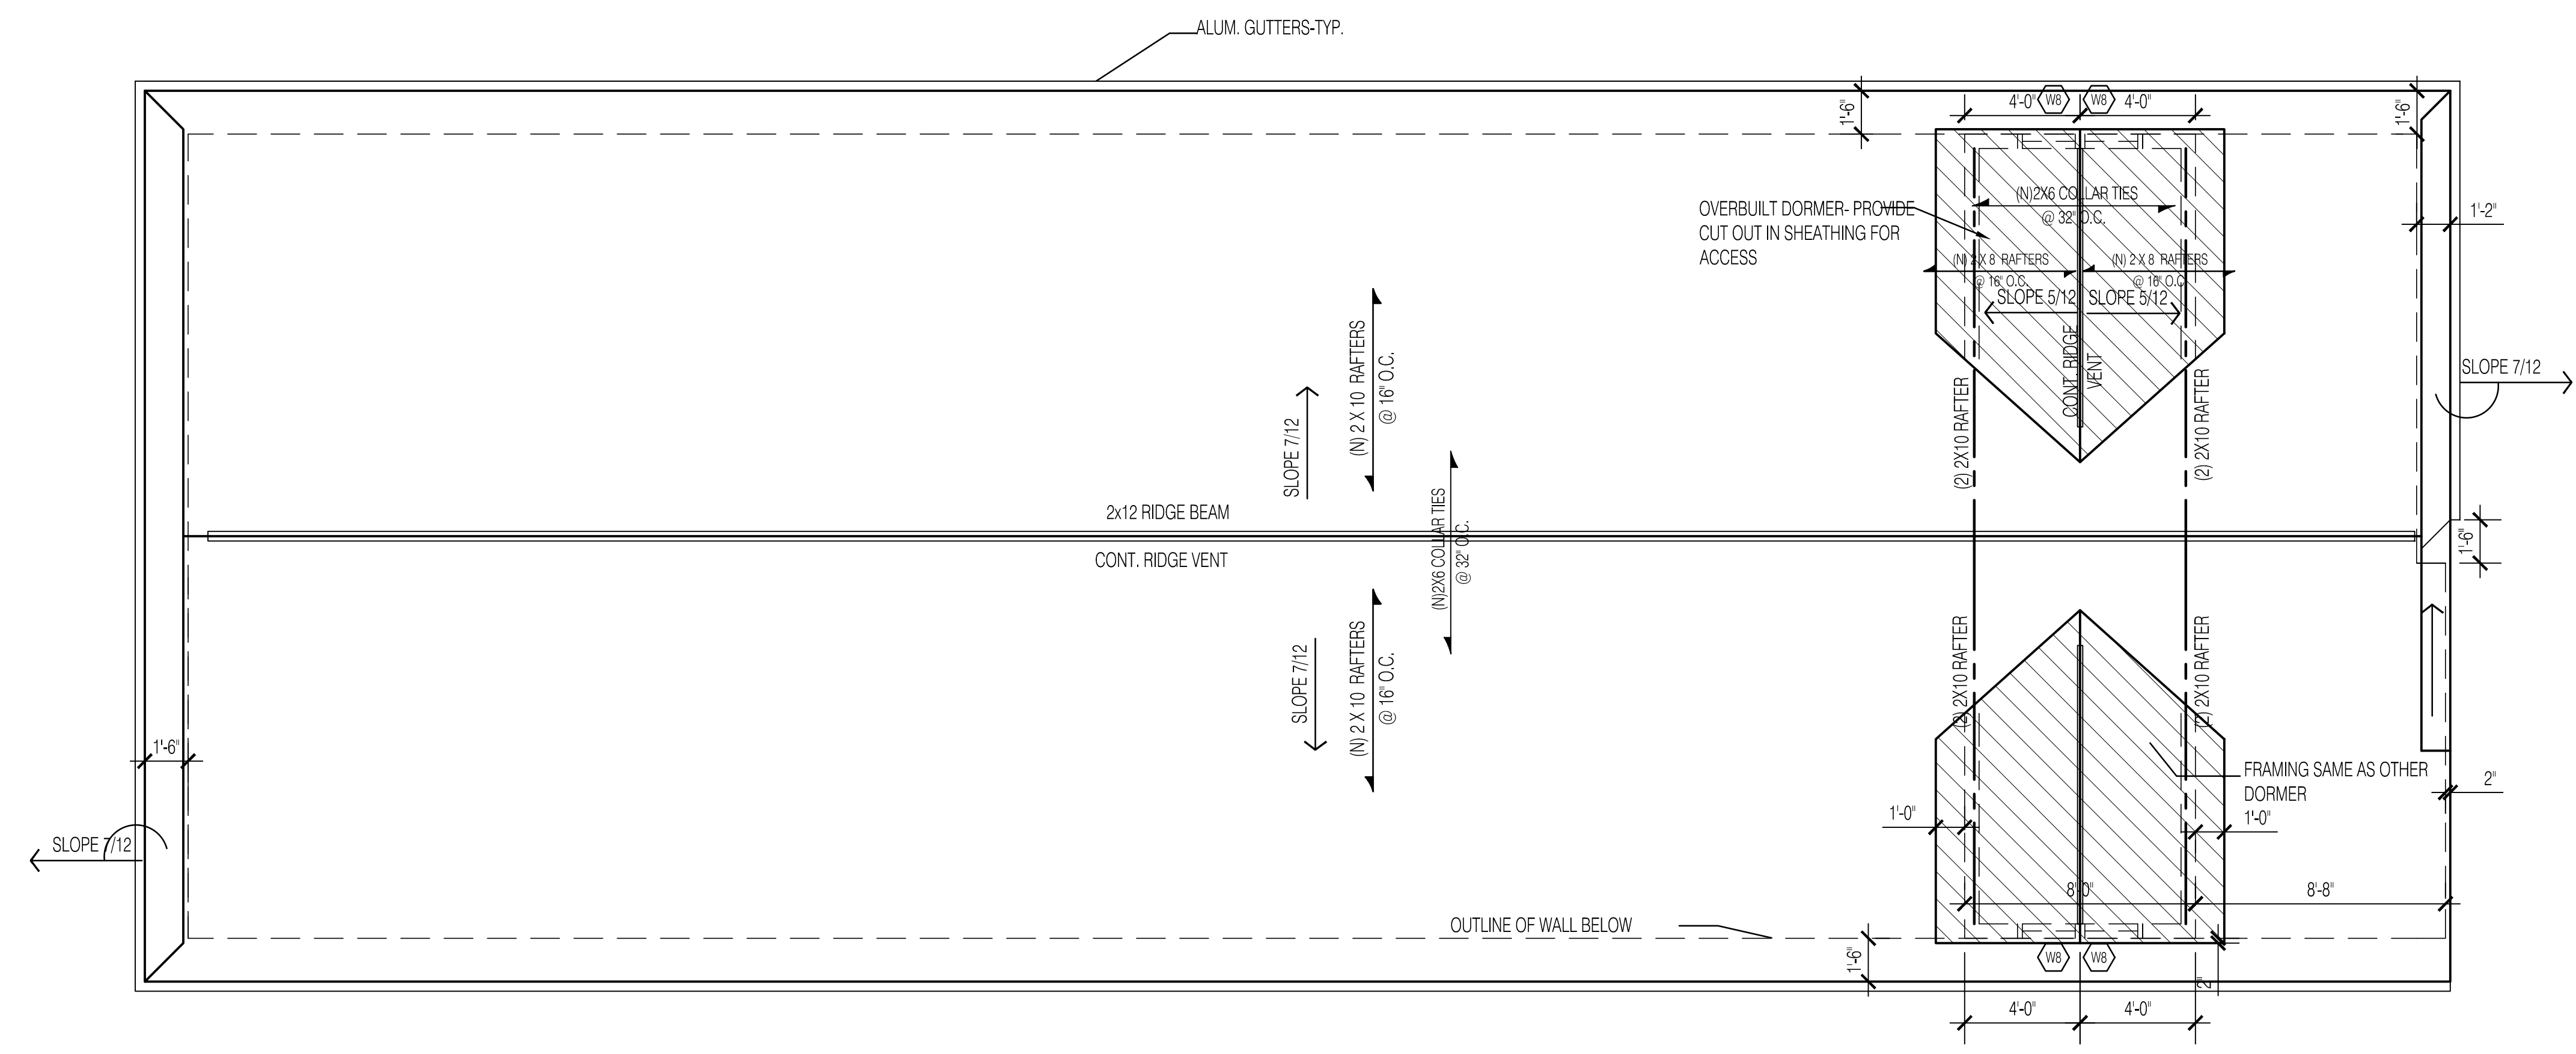 ALUM. GUTTERS-TYP.
1'-6"
4'-0"
W8
W8
4'-0"
1'-6"
(N)2X6 COLLAR TIES
@ 32" O.C.
OVERBUILT DORMER- PROVIDE
CUT OUT IN SHEATHING FOR
ACCESS
1'-2"
(N) 2 X 8 RAFTERS
@ 16" O.C.
(N) 2 X 8 RAFTERS
@ 16" O.C
SLOPE 5/12
SLOPE 5/12
CONT. RIDGE
VENT
SLOPE 7/12
(N) 2 X 10 RAFTERS
@ 16" O.C.
SLOPE 7/12
(2) 2X10 RAFTER
(2) 2X10 RAFTER
2x12 RIDGE BEAM
CONT. RIDGE VENT
(N)2X6 COLLAR TIES
@ 32" O.C.
1'-6"
SLOPE 7/12
(N) 2 X 10 RAFTERS
@ 16" O.C.
(2) 2X10 RAFTER
(2) 2X10 RAFTER
1'-6"
FRAMING SAME AS OTHER
DORMER
2"
1'-0"
1'-0"
SLOPE 7/12
8'-0"
8'-8"
OUTLINE OF WALL BELOW
1'-6"
W8
W8
2"
4'-0"
4'-0"